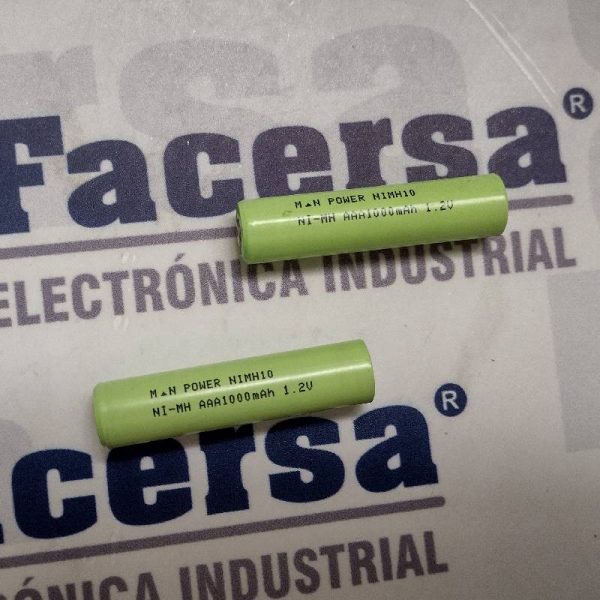 Facersa®
ELECTRÓNICA INDUSTRIAL
M▲N POWER NIMH10
NI-MH AAA1000mAh 1.2V
M▲N POWER NIMH10
NI-MH AAA1000mAh 1.2V
cersa®
ÓNICA INDUSTRIAL